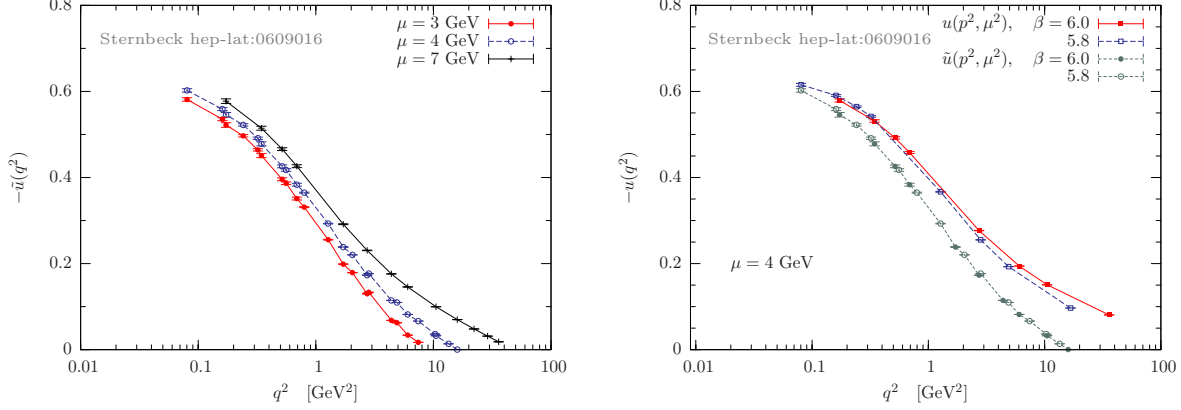 Sternbeck hep-lat:0609016
μ = 3 GeV
μ = 4 GeV
μ = 7 GeV
0.8
0.6
0.4
0.2
0
−ũ(q²)
0.01 0.1 1 10 100
q² [GeV²]
Sternbeck hep-lat:0609016
u(p², μ²), β = 6.0
5.8
ũ(p², μ²), β = 6.0
5.8
0.8
0.6
0.4
0.2
0
−u(q²)
μ = 4 GeV
0.01 0.1 1 10 100
q² [GeV²]